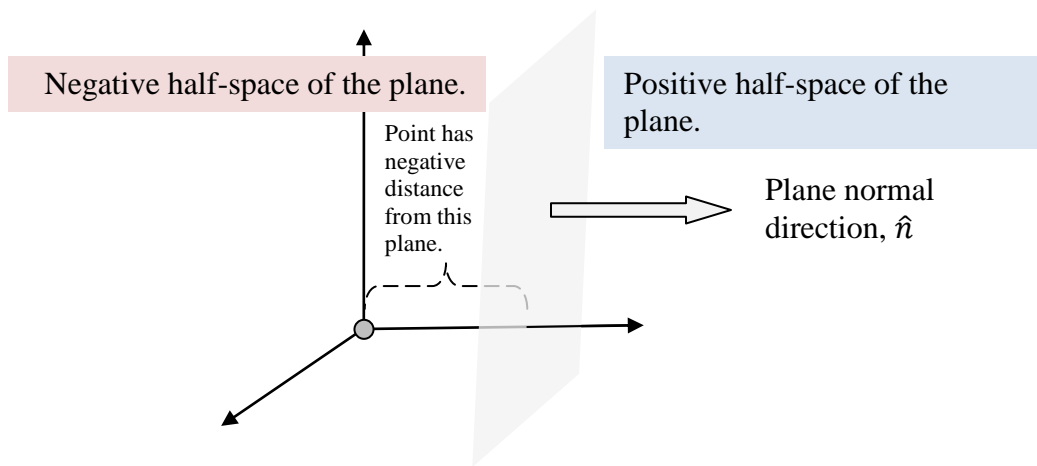 Negative half-space of the plane.
Positive half-space of the
plane.
Point has
negative
distance
from this
plane.
Plane normal
direction, n̂